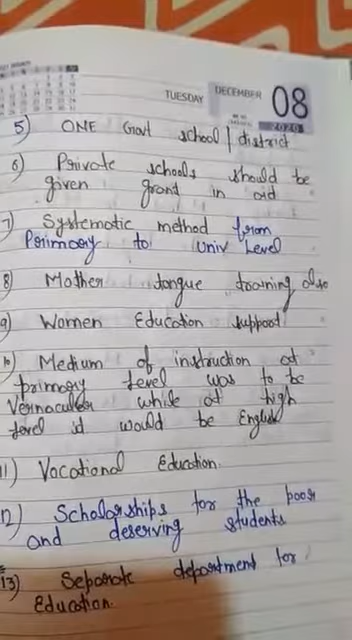 TUESDAY DECEMBER 08
2020
5) ONE Govt school | district
6) Private schools should be
given grant in aid
7) Systematic method from
Primary to Univ Level
8) Mother tongue training also
9) Women Education support
10) Medium of instruction at
primary level was to be
Vernacular while at high
level it would be English
11) Vocational Education.
12) Scholarships for the poor
and deserving students
13) Separate department for
Education.